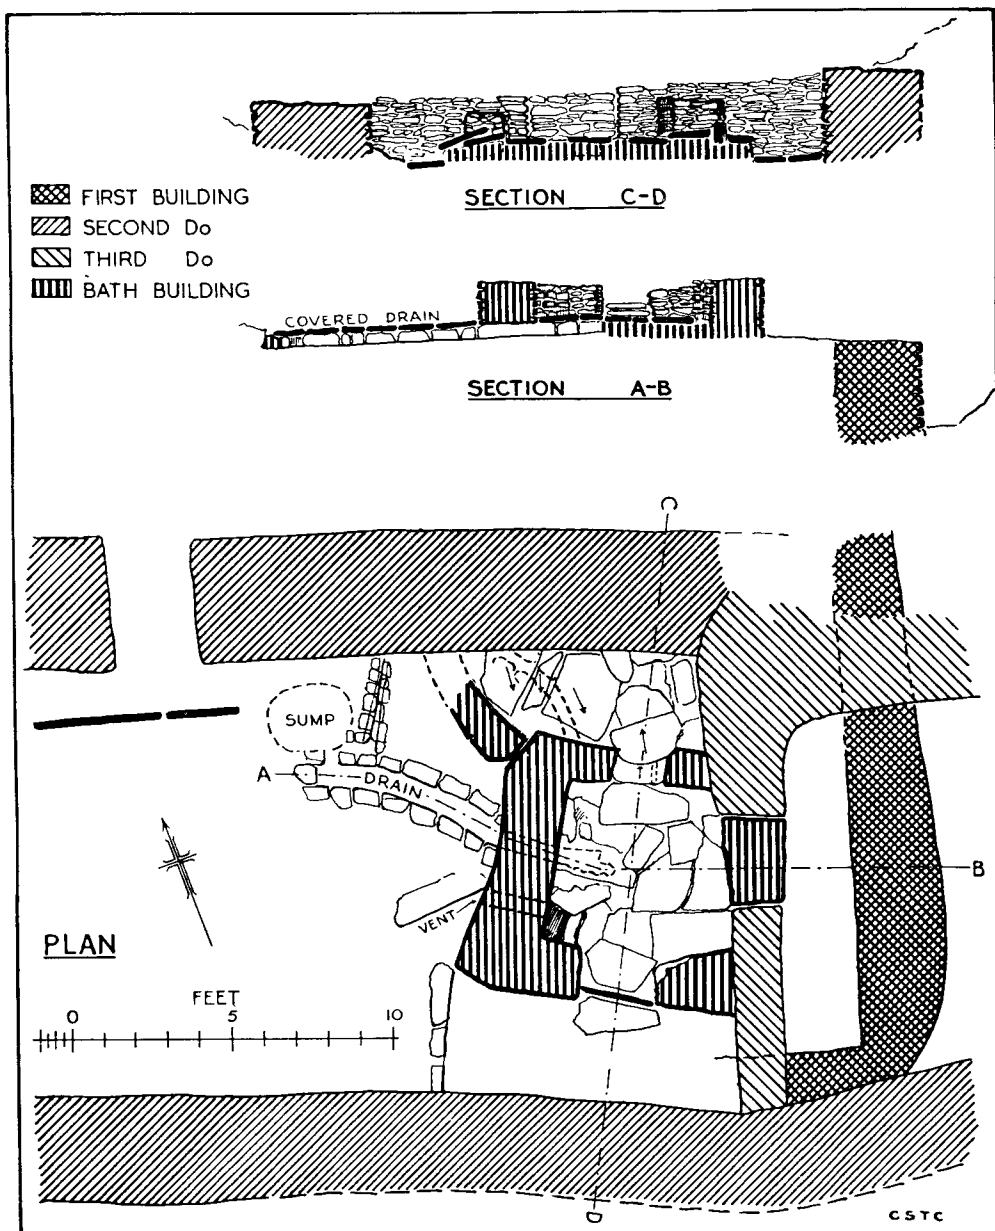 SECTION C-D
FIRST BUILDING
SECOND Do
THIRD Do
BATH BUILDING
COVERED DRAIN
SECTION A-B
C
SUMP
A
DRAIN
B
VENT
PLAN
FEET
0 5 10
D
CSTC